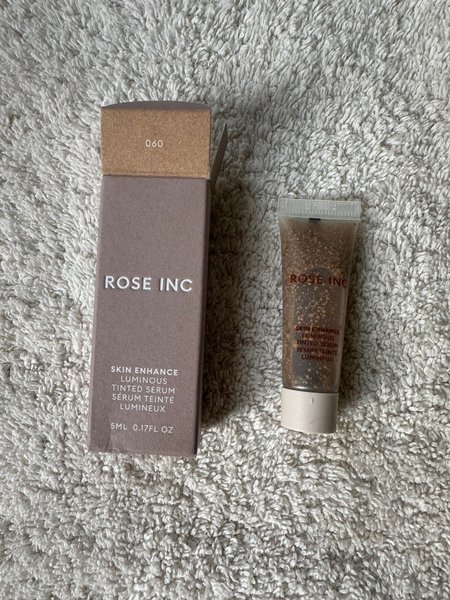 060
ROSE INC
SKIN ENHANCE
LUMINOUS
TINTED SERUM
SÉRUM TEINTÉ
LUMINEUX
5ML 0.17FL OZ
ROSE INC
SKIN ENHANCE
LUMINOUS
TINTED SERUM
SÉRUM TEINTÉ
LUMINEUX